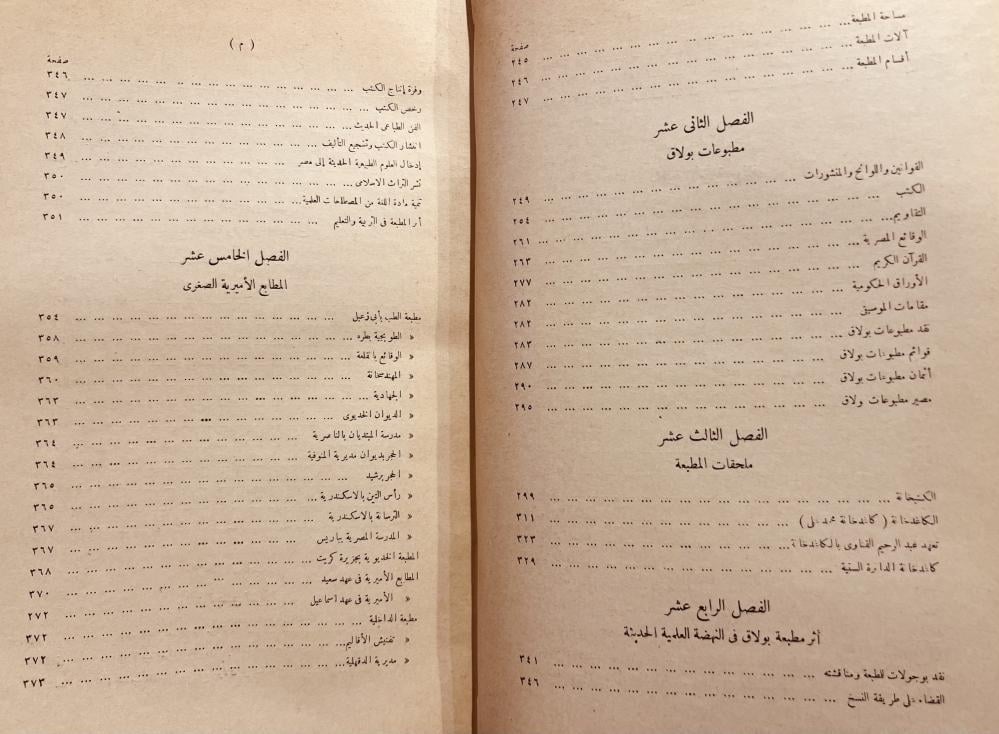 صفحة
مساحة المطبعة ... ... ... ٢٤٥
آلات المطبعة ... ... ... ٢٤٦
أقسام المطبعة ... ... ... ٢٤٧
الفصل الثانى عشر
مطبوعات بولاق
القوانين واللوائح والمنشورات ... ... ... ٢٤٩
الكتب ... ... ... ٢٥٤
التقاويم ... ... ... ٢٦١
الوقائع المصرية ... ... ... ٢٦٣
القرآن الكريم ... ... ... ٢٧٧
الأوراق الحكومية ... ... ... ٢٨٢
مقامات الموسيقى ... ... ... ٢٨٢
نقد مطبوعات بولاق ... ... ... ٢٨٣
قوائم مطبوعات بولاق ... ... ... ٢٨٧
أثمان مطبوعات بولاق ... ... ... ٢٩٠
مصير مطبوعات بولاق ... ... ... ٢٩٥
الفصل الثالث عشر
ملحقات المطبعة
الكتبخانة ... ... ... ٢٩٩
الكاغدخانة ( كاغدخانة محمد على ) ... ... ... ٣١١
تعهد عبد الرحيم القناوى بالكاغدخانة ... ... ... ٣٢٣
كاغدخانة الدائرة السنية ... ... ... ٣٢٩
الفصل الرابع عشر
أثر مطبعة بولاق فى النهضة العلمية الحديثة
نقد بوجولات للطبعة ومناقشته ... ... ... ٣٤١
القضاء على طريقة النسخ ... ... ... ٣٤٦
( م )
صفحة
وفرة إنتاج الكتب ... ... ... ٣٤٦
رخص الكتب ... ... ... ٣٤٧
الفن الطباعى الحديث ... ... ... ٣٤٧
انتشار الكتب وتشجيع التأليف ... ... ... ٣٤٨
إدخال العلوم الطبيعية الحديثة إلى مصر ... ... ... ٣٤٩
نشر التراث الاسلامى ... ... ... ٣٥٠
تنمية مادة اللغة من المصطلحات العلمية ... ... ... ٣٥٠
أثر المطبعة فى التربية والتعليم ... ... ... ٣٥١
الفصل الخامس عشر
المطابع الأميرية الصغرى
مطبعة الطب بأبى زعبل ... ... ... ٣٥٤
« الطوبجية بطره ... ... ... ٣٥٨
« الوقائع بالقلعة ... ... ... ٣٥٩
« المهندسخانة ... ... ... ٣٦٠
« الجهادية ... ... ... ٣٦٣
« الديوان الخديوى ... ... ... ٣٦٣
« مدرسة المبتديان بالناصرية ... ... ... ٣٦٤
« الحجر بديوان مديرية المنوفية ... ... ... ٣٦٤
« الحجر برشيد ... ... ... ٣٦٥
« رأس التين بالاسكندرية ... ... ... ٣٦٥
« الترسانة بالاسكندرية ... ... ... ٣٦٧
« المدرسة المصرية بباريس ... ... ... ٣٦٧
المطبعة الخديوية بجزيرة كريت ... ... ... ٣٦٨
المطابع الأميرية فى عهد سعيد ... ... ... ٣٧٠
« الأميرية فى عهد اسماعيل ... ... ... ٢٧٢
مطبعة الداخلية ... ... ... ٣٧٢
« تفتيش الأقاليم ... ... ... ٣٧٢
« مديرية الدقهلية ... ... ... ٣٧٣